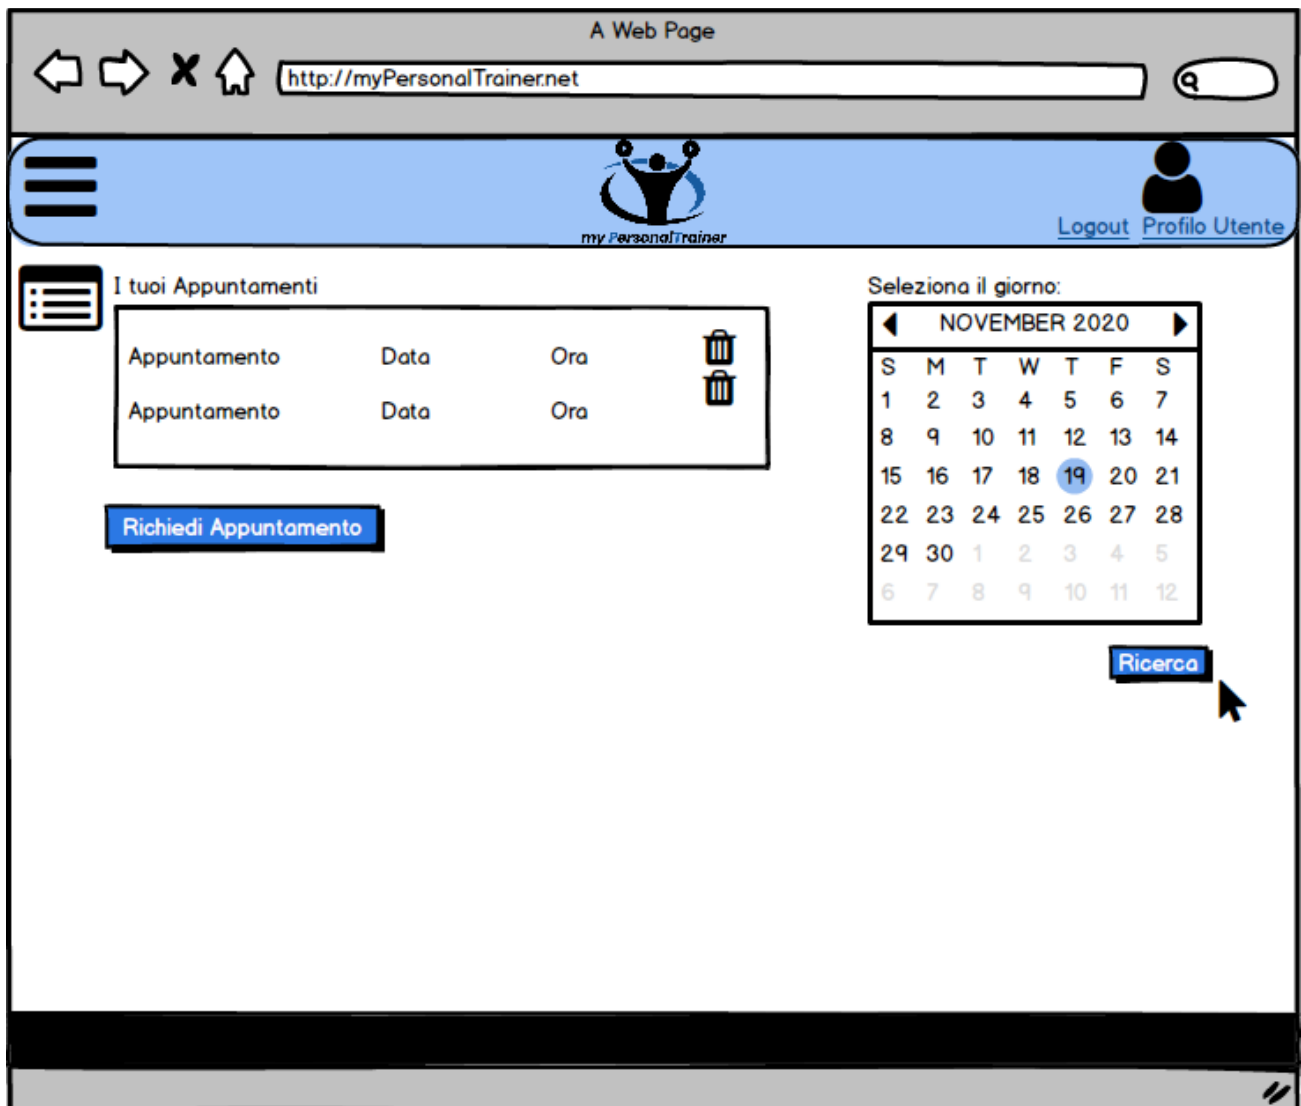 A Web Page
http://myPersonalTrainer.net
my PersonalTrainer
Logout Profilo Utente
I tuoi Appuntamenti
Appuntamento Data Ora
Appuntamento Data Ora
Richiedi Appuntamento
Seleziona il giorno:
NOVEMBER 2020
S M T W T F S
1 2 3 4 5 6 7
8 9 10 11 12 13 14
15 16 17 18 19 20 21
22 23 24 25 26 27 28
29 30 1 2 3 4 5
6 7 8 9 10 11 12
Ricerca